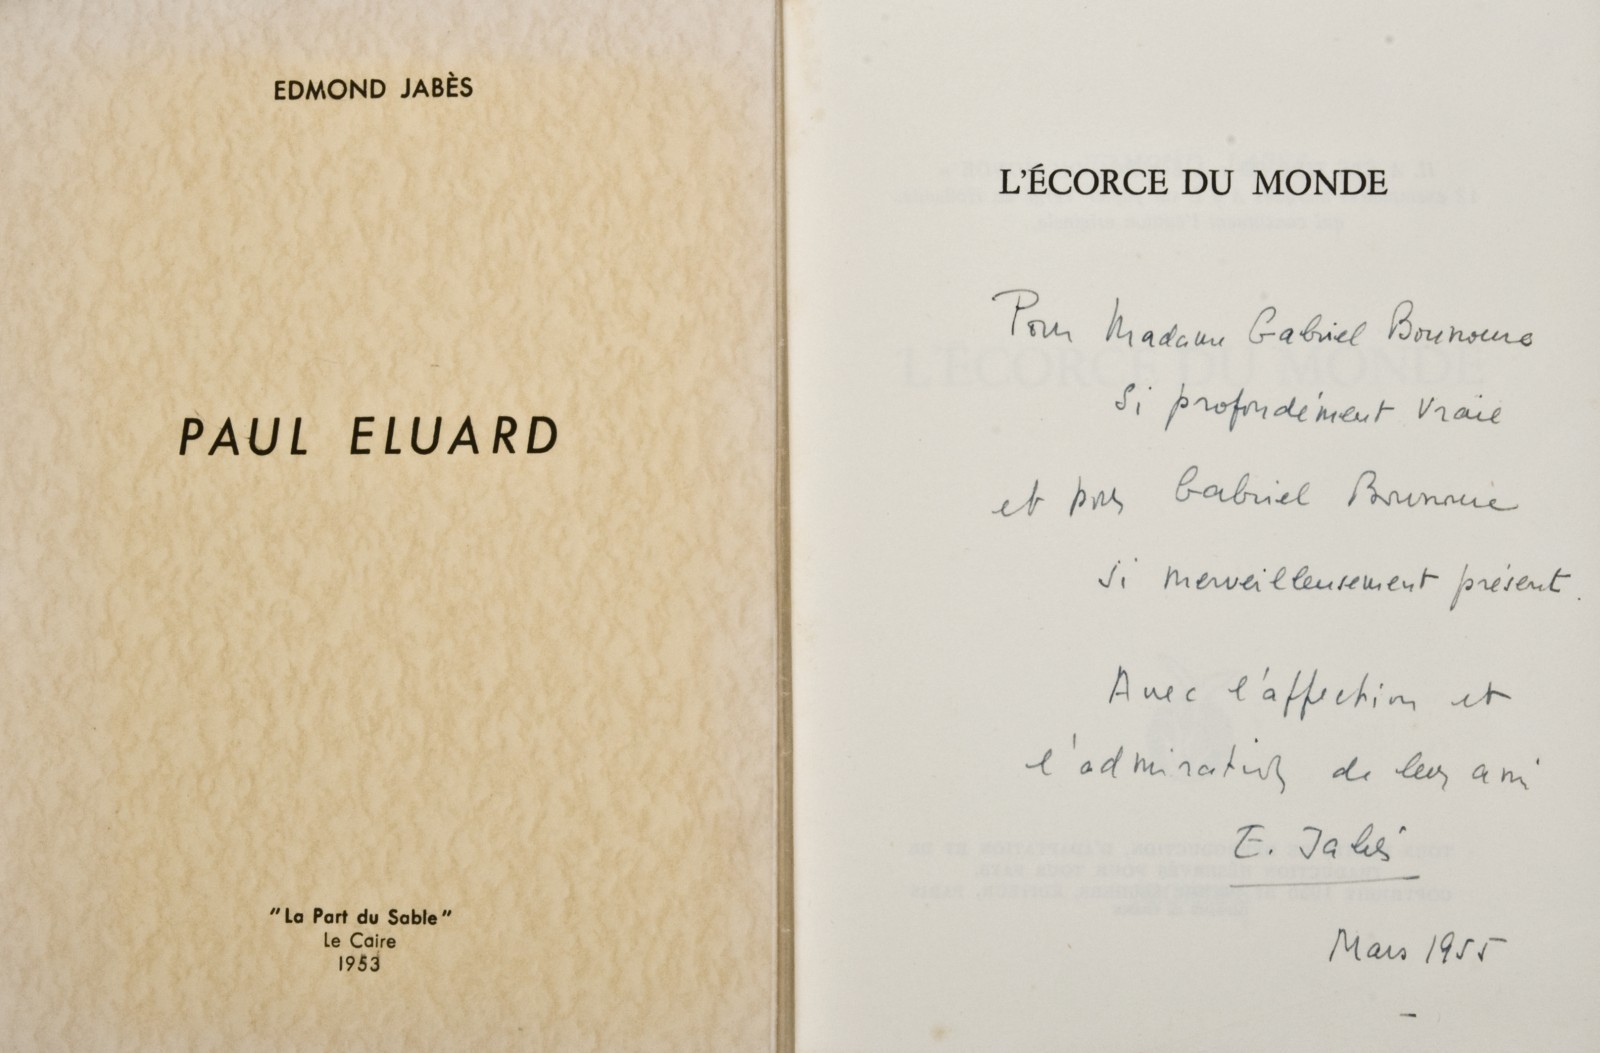 EDMOND JABÈS
PAUL ELUARD
"La Part du Sable"
Le Caire
1953
L'ÉCORCE DU MONDE
Pour Madame Gabriel Bounoure
si profondément vraie
et pour Gabriel Bounoure
si merveilleusement présent.
Avec l'affection et
l'admiration de leur ami
E. Jabès
Mars 1955